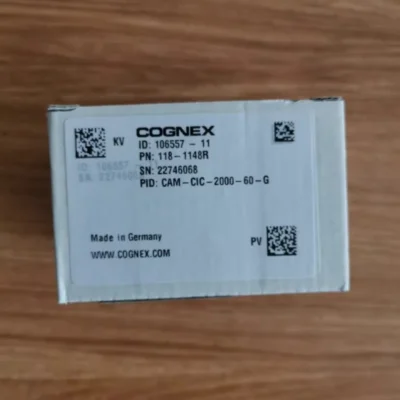 COGNEX
KV
ID: 106557 - 11
PN: 118-1148R
SN: 22746068
PID: CAM-CIC-2000-60-G
Made in Germany
PV
WWW.COGNEX.COM